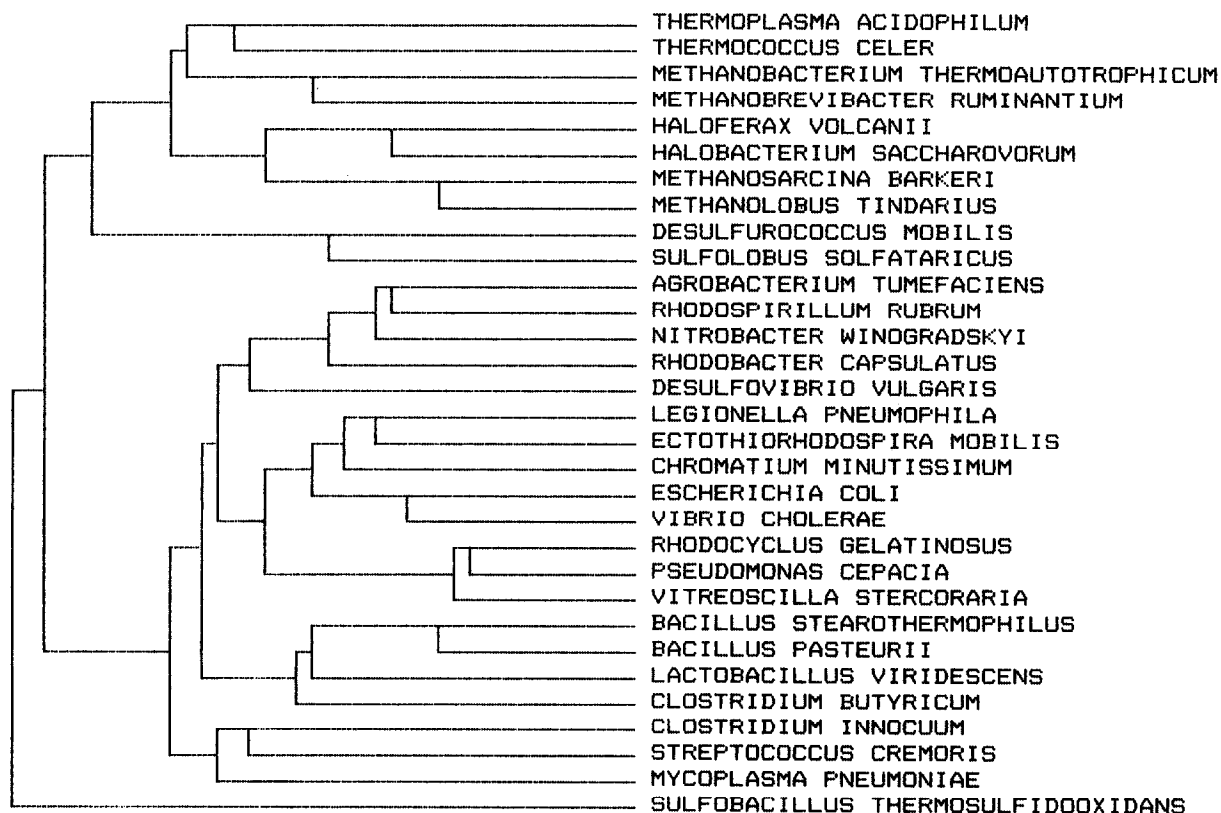 THERMOPLASMA ACIDOPHILUM
THERMOCOCCUS CELER
METHANOBACTERIUM THERMOAUTOTROPHICUM
METHANOBREVIBACTER RUMINANTIUM
HALOFERAX VOLCANII
HALOBACTERIUM SACCHAROVORUM
METHANOSARCINA BARKERI
METHANOLOBUS TINDARIUS
DESULFUROCOCCUS MOBILIS
SULFOLOBUS SOLFATARICUS
AGROBACTERIUM TUMEFACIENS
RHODOSPIRILLUM RUBRUM
NITROBACTER WINOGRADSKYI
RHODOBACTER CAPSULATUS
DESULFOVIBRIO VULGARIS
LEGIONELLA PNEUMOPHILA
ECTOTHIORHODOSPIRA MOBILIS
CHROMATIUM MINUTISSIMUM
ESCHERICHIA COLI
VIBRIO CHOLERAE
RHODOCYCLUS GELATINOSUS
PSEUDOMONAS CEPACIA
VITREOSCILLA STERCORARIA
BACILLUS STEAROTHERMOPHILUS
BACILLUS PASTEURII
LACTOBACILLUS VIRIDESCENS
CLOSTRIDIUM BUTYRICUM
CLOSTRIDIUM INNOCUUM
STREPTOCOCCUS CREMORIS
MYCOPLASMA PNEUMONIAE
SULFOBACILLUS THERMOSULFIDOOXIDANS